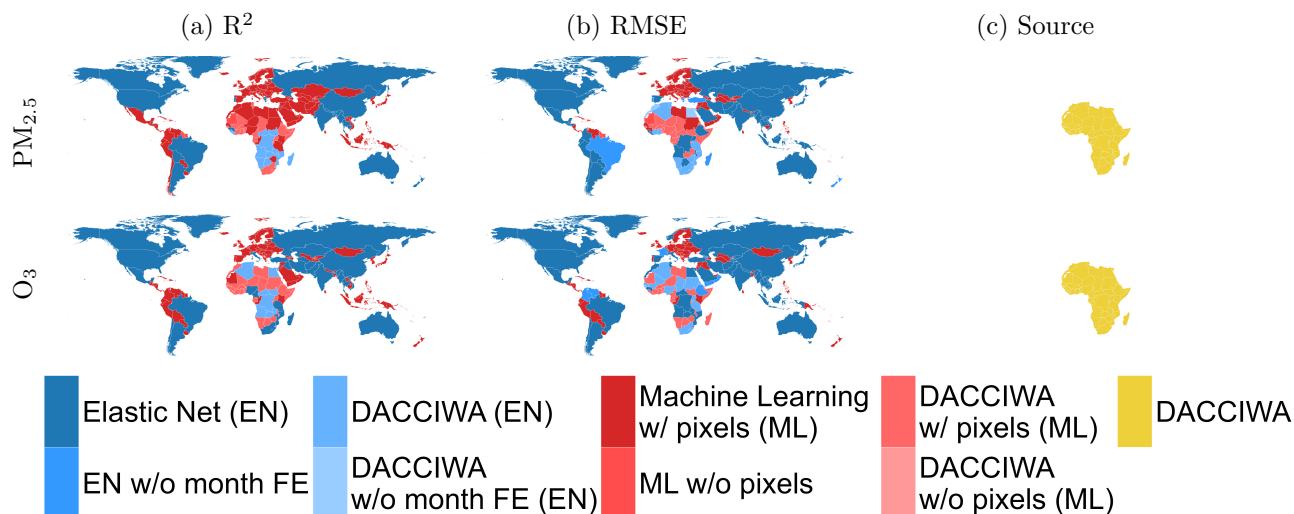 (a) R²
(b) RMSE
(c) Source
PM₂.₅
O₃
Elastic Net (EN)
EN w/o month FE
DACCIWA (EN)
DACCIWA
w/o month FE (EN)
Machine Learning
w/ pixels (ML)
ML w/o pixels
DACCIWA
w/ pixels (ML)
DACCIWA
w/o pixels (ML)
DACCIWA